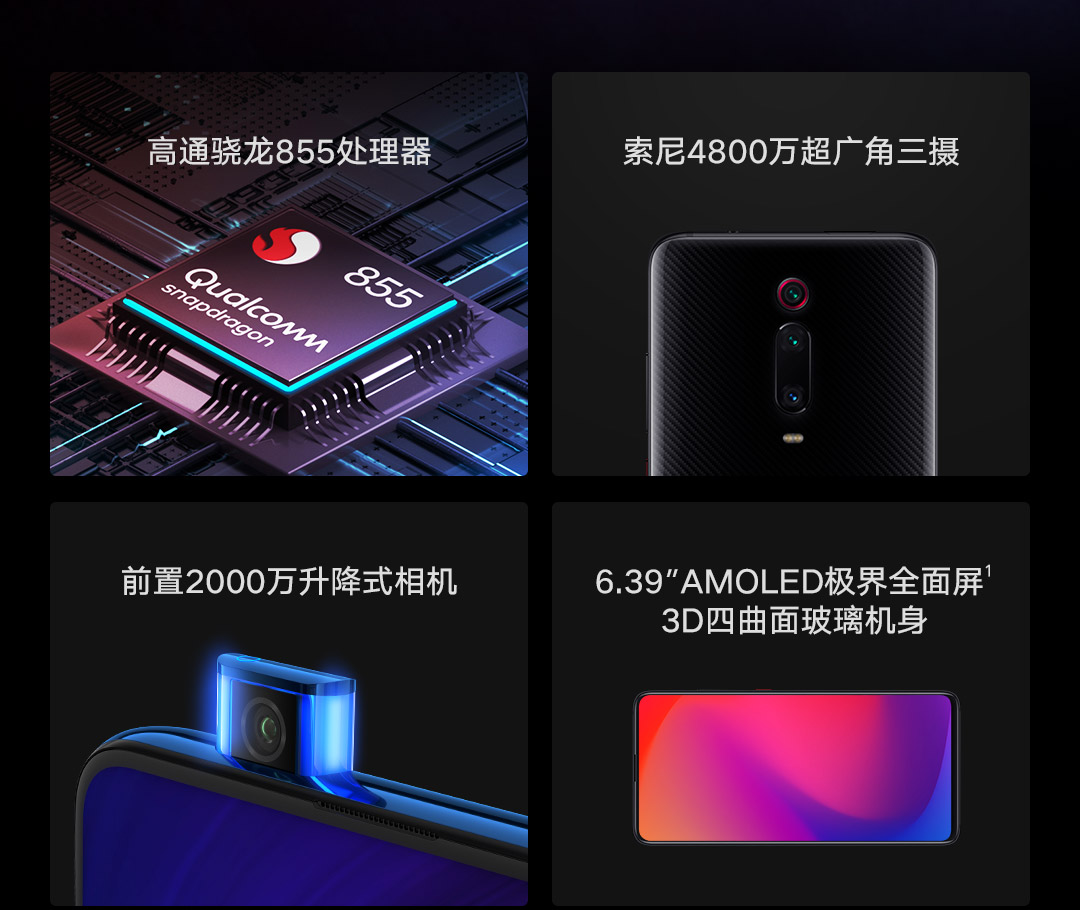 高通骁龙855处理器
855
Qualcomm
snapdragon
索尼4800万超广角三摄
前置2000万升降式相机
6.39"AMOLED极界全面屏¹
3D四曲面玻璃机身